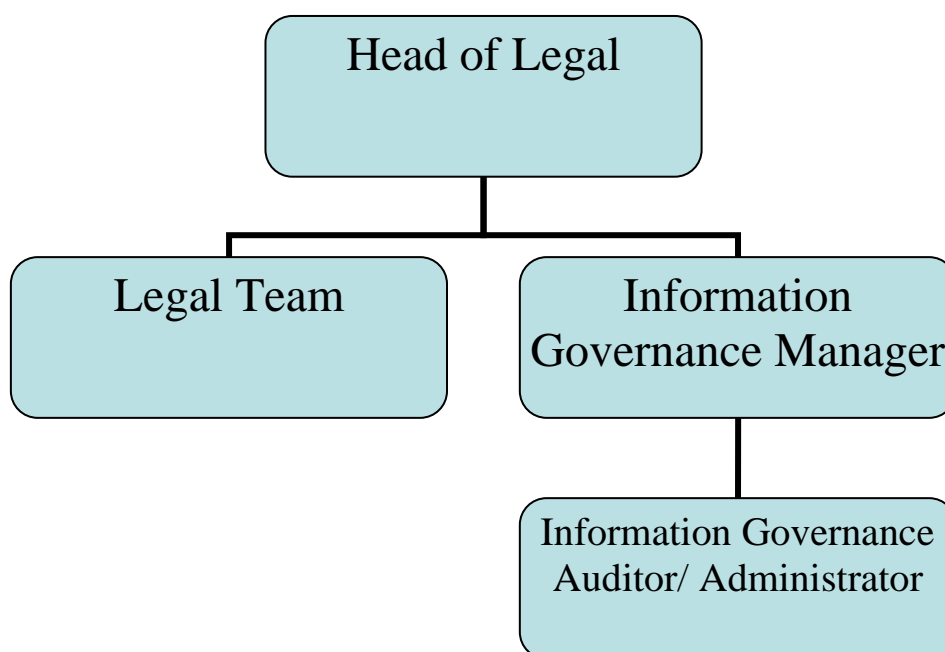 Head of Legal
Legal Team
Information
Governance Manager
Information Governance
Auditor/ Administrator